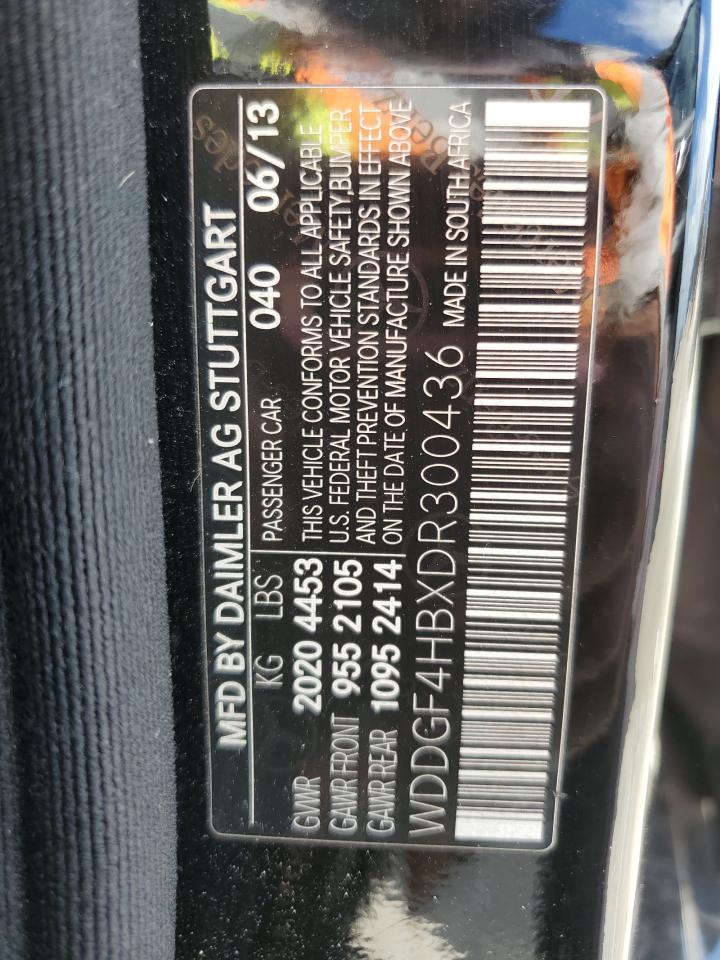 MFD BY DAIMLER AG STUTTGART
KG LBS PASSENGER CAR 040 06/13
GVWR 2020 4453 THIS VEHICLE CONFORMS TO ALL APPLICABLE
GAWR FRONT 955 2105 U.S. FEDERAL MOTOR VEHICLE SAFETY,BUMPER
GAWR REAR 1095 2414 AND THEFT PREVENTION STANDARDS IN EFFECT
ON THE DATE OF MANUFACTURE SHOWN ABOVE
WDDGF4HBXDR300436 MADE IN SOUTH AFRICA